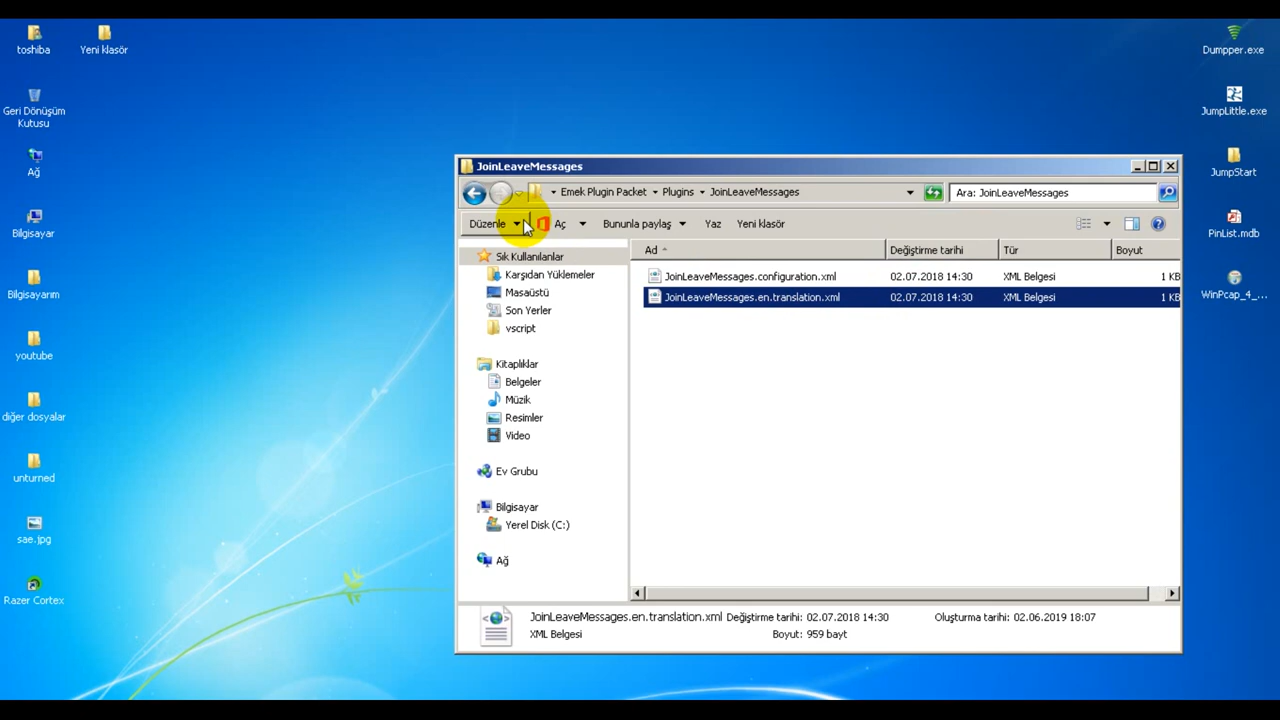 toshiba
Yeni klasör
Geri Dönüşüm
Kutusu
Ağ
Bilgisayar
Bilgisayarım
youtube
diğer dosyalar
unturned
sae.jpg
Razer Cortex
Dumpper.exe
JumpLittle.exe
JumpStart
PinList.mdb
WinPcap_4_...
JoinLeaveMessages
Emek Plugin Packet Plugins JoinLeaveMessages
Ara: JoinLeaveMessages
Düzenle Aç Bununla paylaş Yaz Yeni klasör
Sık Kullanılanlar
Karşıdan Yüklemeler
Masaüstü
Son Yerler
vscript
Kitaplıklar
Belgeler
Müzik
Resimler
Video
Ev Grubu
Bilgisayar
Yerel Disk (C:)
Ağ
Ad Değiştirme tarihi Tür Boyut
JoinLeaveMessages.configuration.xml 02.07.2018 14:30 XML Belgesi 1 KB
JoinLeaveMessages.en.translation.xml 02.07.2018 14:30 XML Belgesi 1 KB
JoinLeaveMessages.en.translation.xml Değiştirme tarihi: 02.07.2018 14:30 Oluşturma tarihi: 02.06.2019 18:07
XML Belgesi Boyut: 959 bayt